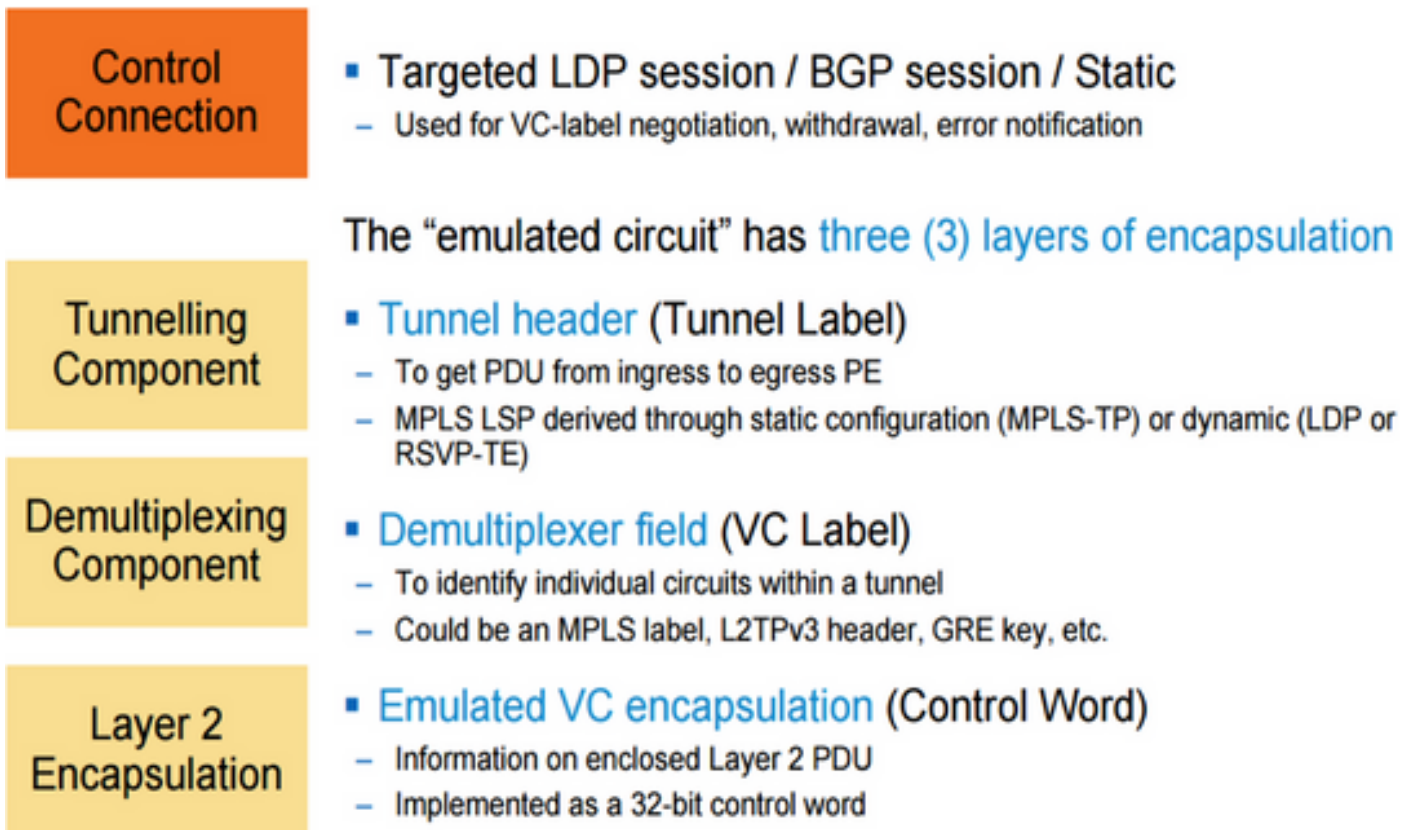 Control
Connection
▪ Targeted LDP session / BGP session / Static
– Used for VC-label negotiation, withdrawal, error notification
The “emulated circuit” has three (3) layers of encapsulation
Tunnelling
Component
▪ Tunnel header (Tunnel Label)
– To get PDU from ingress to egress PE
– MPLS LSP derived through static configuration (MPLS-TP) or dynamic (LDP or
RSVP-TE)
Demultiplexing
Component
▪ Demultiplexer field (VC Label)
– To identify individual circuits within a tunnel
– Could be an MPLS label, L2TPv3 header, GRE key, etc.
Layer 2
Encapsulation
▪ Emulated VC encapsulation (Control Word)
– Information on enclosed Layer 2 PDU
– Implemented as a 32-bit control word